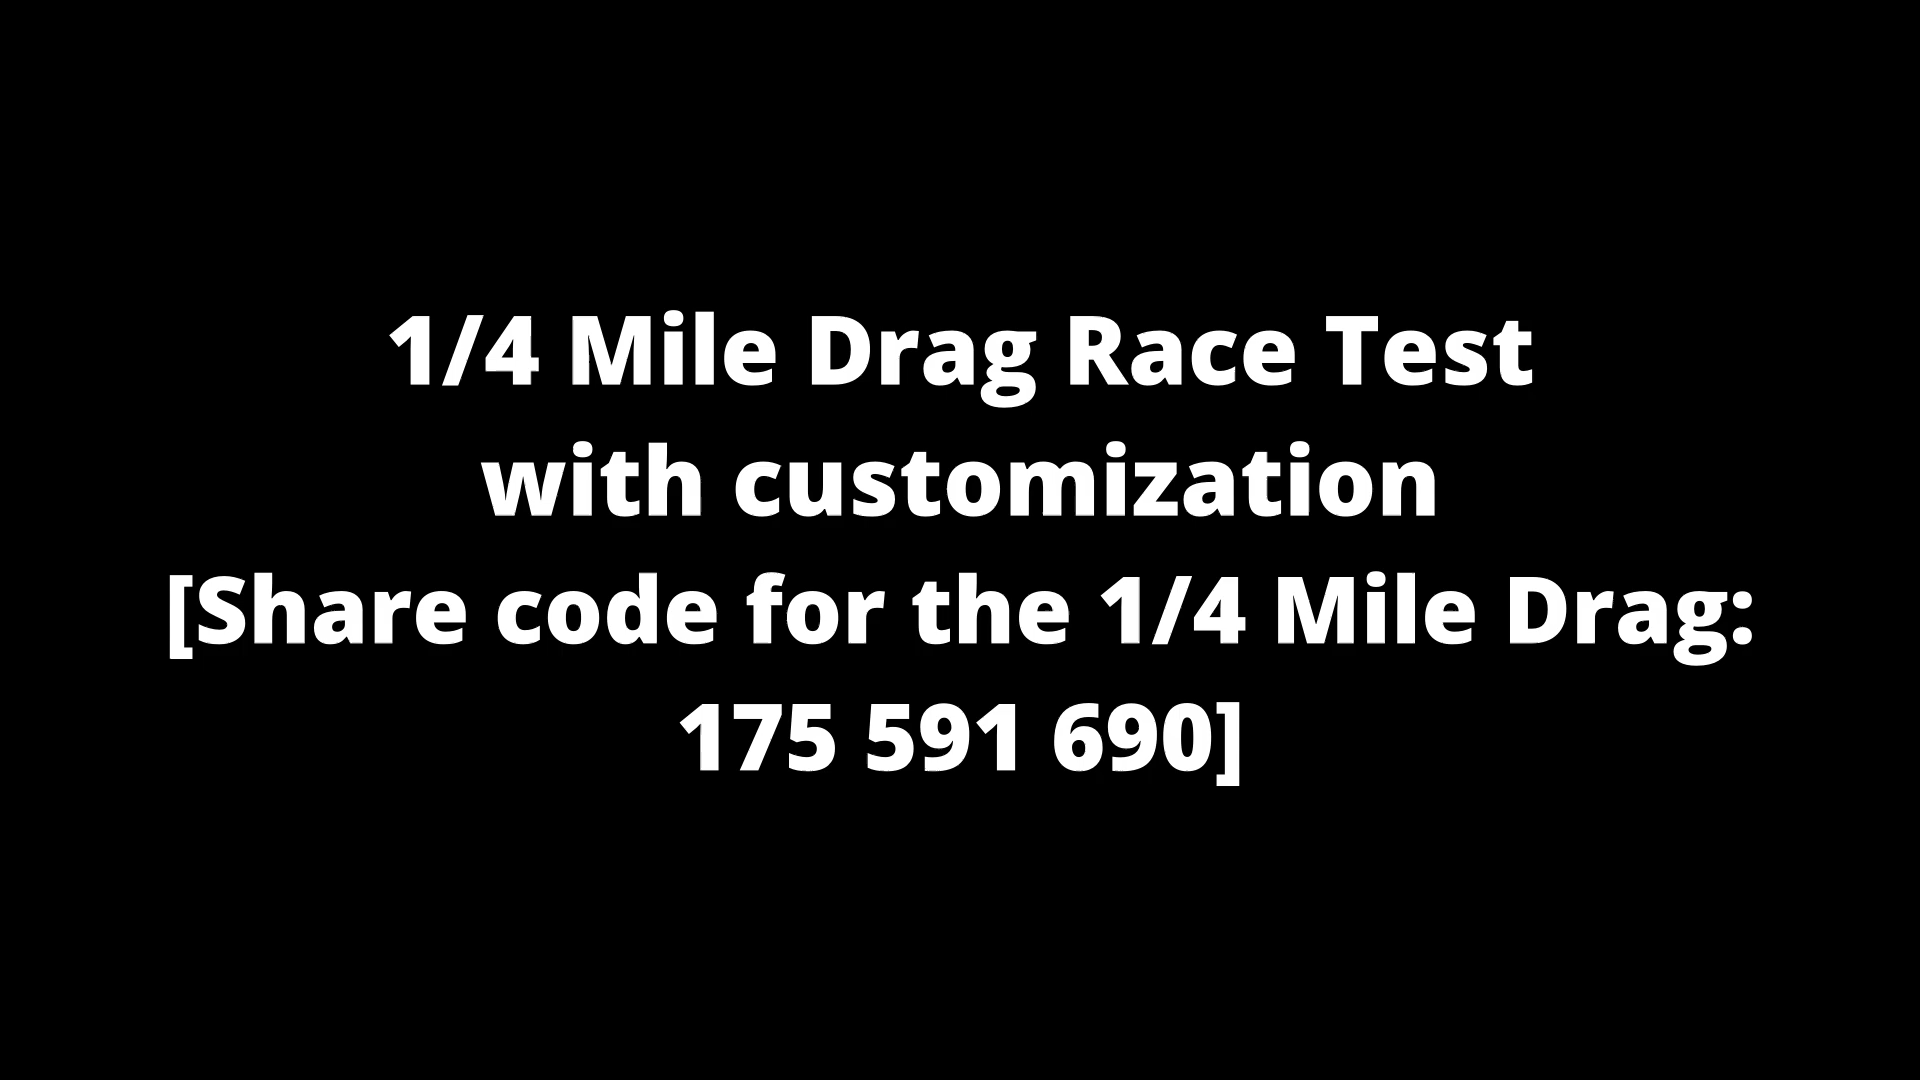 1/4 Mile Drag Race Test
with customization
[Share code for the 1/4 Mile Drag:
175 591 690]